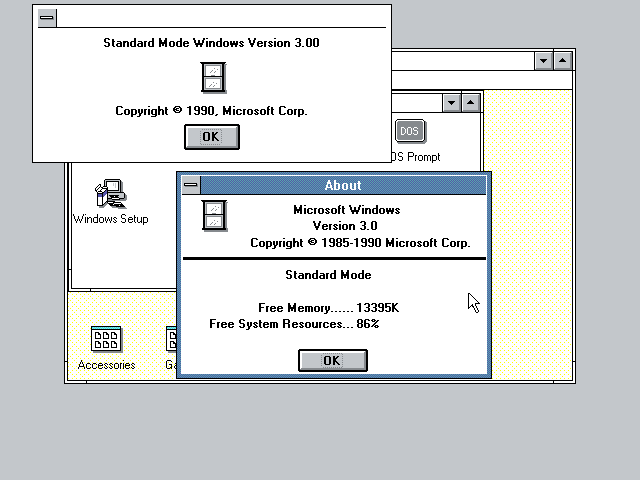 Standard Mode Windows Version 3.00
Copyright © 1990, Microsoft Corp.
OK
DOS
OS Prompt
Windows Setup
About
Microsoft Windows
Version 3.0
Copyright © 1985-1990 Microsoft Corp.
Standard Mode
Free Memory...... 13395K
Free System Resources... 86%
OK
Accessories
Ga